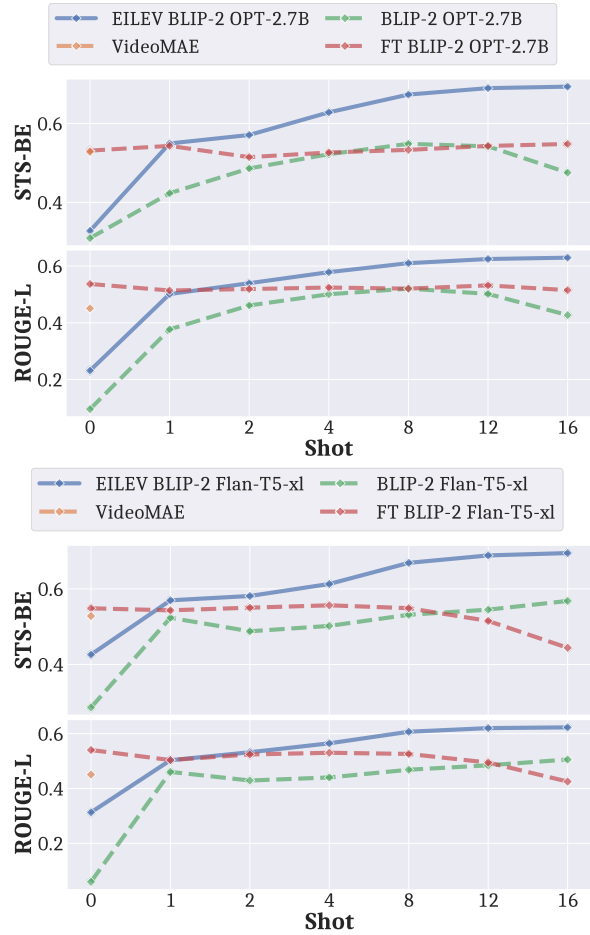 EILEV BLIP-2 OPT-2.7B
BLIP-2 OPT-2.7B
VideoMAE
FT BLIP-2 OPT-2.7B
STS-BE
0.6
0.4
ROUGE-L
0.6
0.4
0.2
0 1 2 4 8 12 16
Shot
EILEV BLIP-2 Flan-T5-xl
BLIP-2 Flan-T5-xl
VideoMAE
FT BLIP-2 Flan-T5-xl
STS-BE
0.6
0.4
ROUGE-L
0.6
0.4
0.2
0 1 2 4 8 12 16
Shot